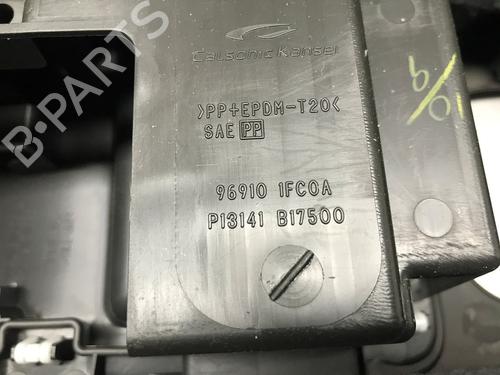 B-PARTS
Calsonic Kansei
>PP+EPDM-T20<
SAE PP
96910 1FC0A
P13141 B17500